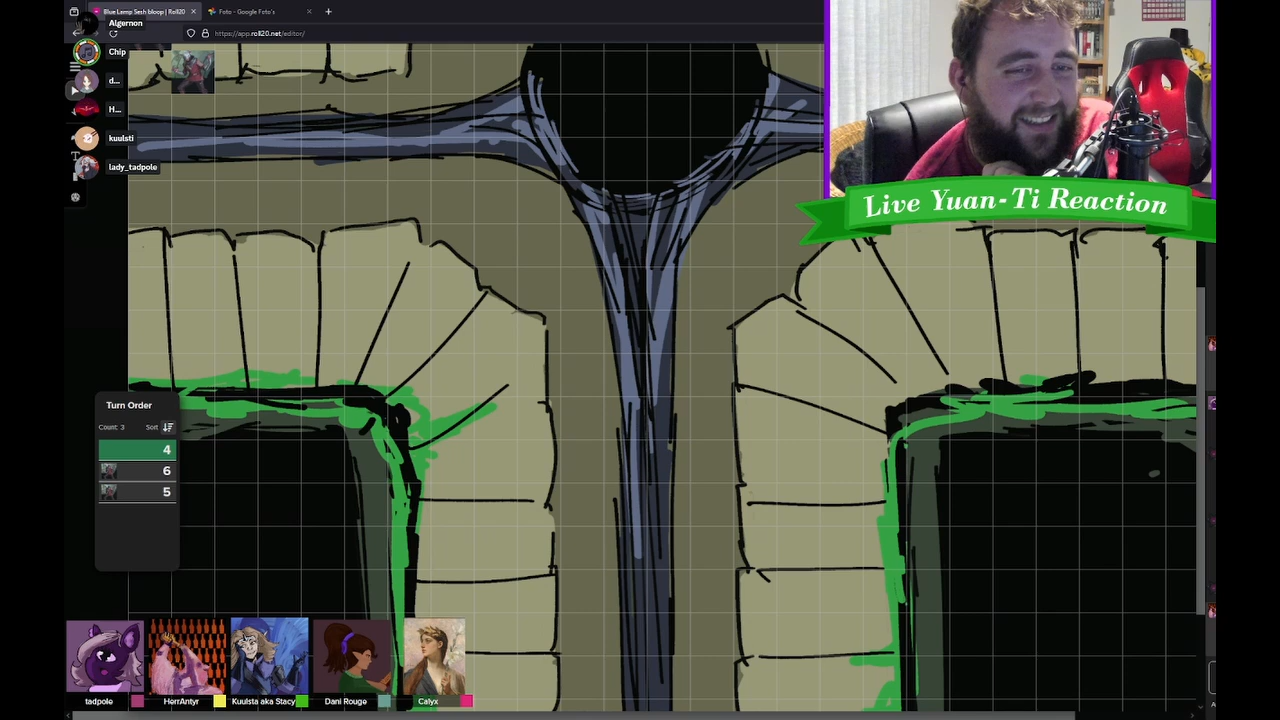 Blue Lamp Sesh bloop | Roll20
Foto - Google Foto's
https://app.roll20.net/editor/
Algernon
Chip
d...
H...
kuulsti
lady_tadpole
Live Yuan-Ti Reaction
Turn Order
Count: 3
Sort
4
6
5
tadpole
HerrAntyr
Kuulsta aka Stacy
Dani Rouge
Calyx